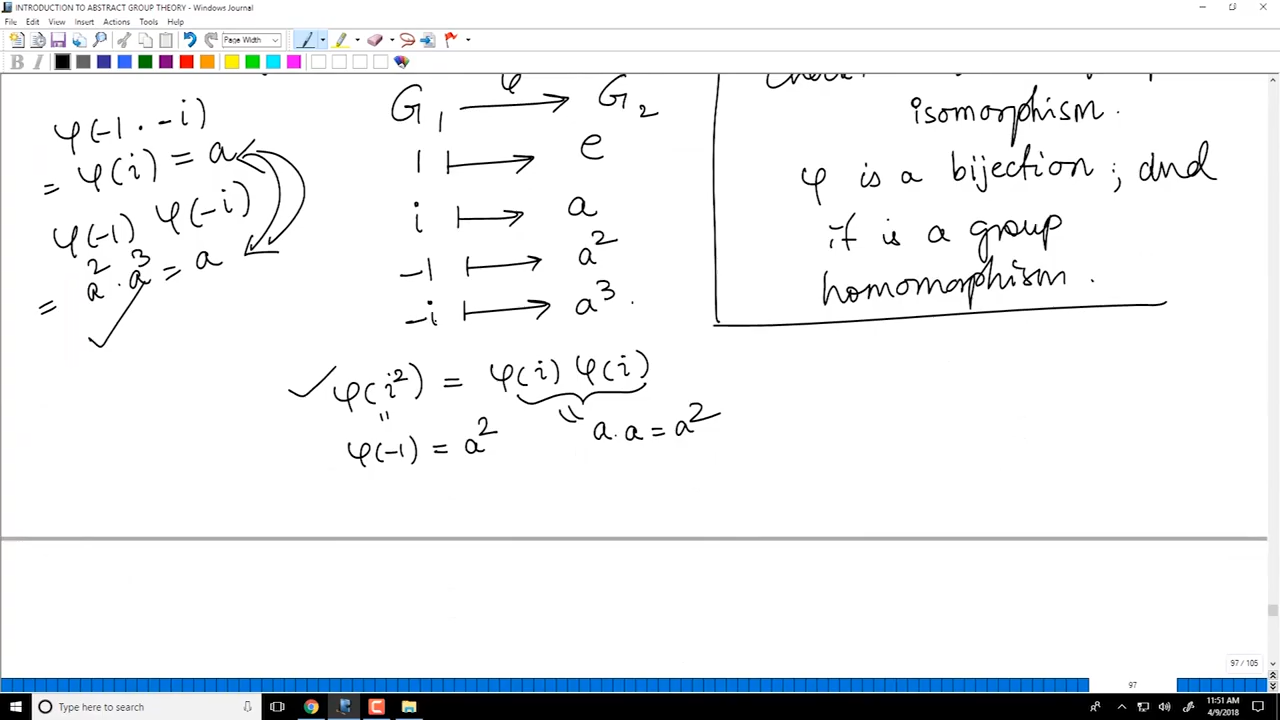 INTRODUCTION TO ABSTRACT GROUP THEORY - Windows Journal
File Edit View Insert Actions Tools Help
Page Width
B I
φ(-1 · -i)
= φ(i) = a
φ(-1) φ(-i)
= a² · a³ = a
G₁ φ G₂
1 ↦ e
i ↦ a
-1 ↦ a²
-i ↦ a³ .
isomorphism.
φ is a bijection ; and
it is a group
homomorphism .
✓ φ(i²) = φ(i) φ(i)
φ(-1) = a²
a · a = a²
97 / 105
97
Type here to search
11:51 AM
4/9/2018